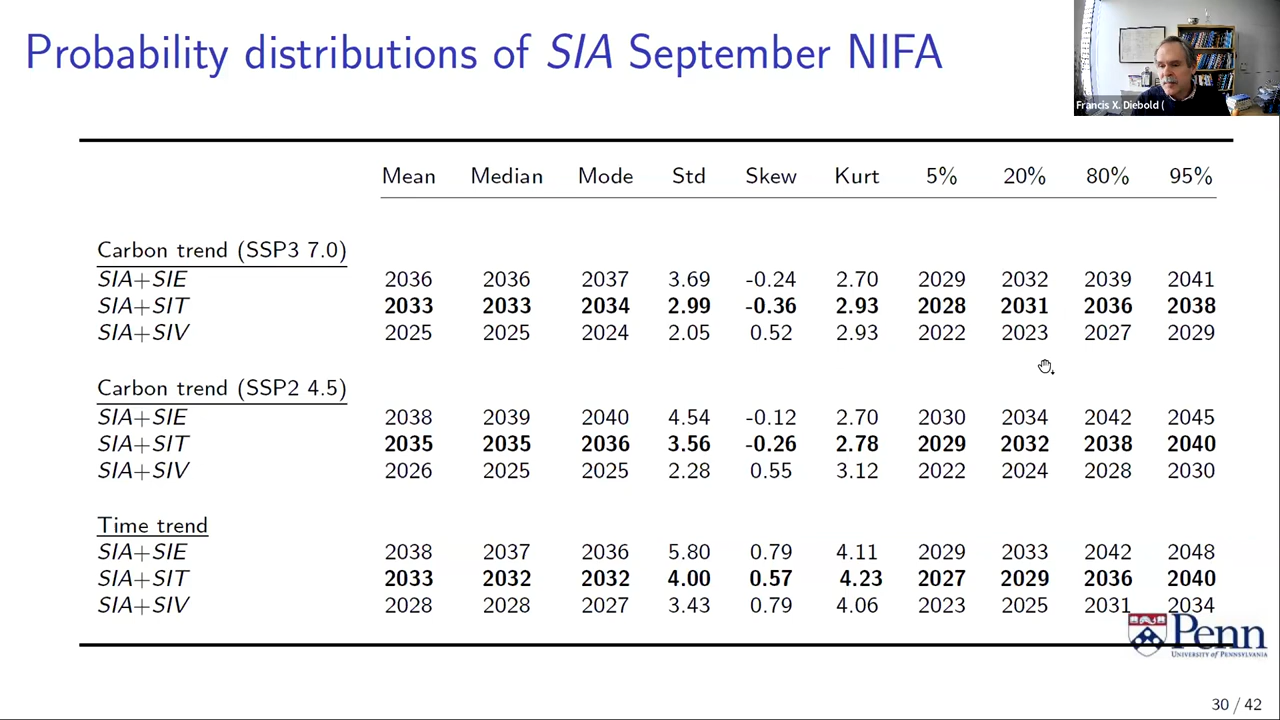 Probability distributions of SIA September NIFA
Francis X. Diebold (
Mean Median Mode Std Skew Kurt 5% 20% 80% 95%
Carbon trend (SSP3 7.0)
SIA+SIE 2036 2036 2037 3.69 -0.24 2.70 2029 2032 2039 2041
SIA+SIT 2033 2033 2034 2.99 -0.36 2.93 2028 2031 2036 2038
SIA+SIV 2025 2025 2024 2.05 0.52 2.93 2022 2023 2027 2029
Carbon trend (SSP2 4.5)
SIA+SIE 2038 2039 2040 4.54 -0.12 2.70 2030 2034 2042 2045
SIA+SIT 2035 2035 2036 3.56 -0.26 2.78 2029 2032 2038 2040
SIA+SIV 2026 2025 2025 2.28 0.55 3.12 2022 2024 2028 2030
Time trend
SIA+SIE 2038 2037 2036 5.80 0.79 4.11 2029 2033 2042 2048
SIA+SIT 2033 2032 2032 4.00 0.57 4.23 2027 2029 2036 2040
SIA+SIV 2028 2028 2027 3.43 0.79 4.06 2023 2025 2031 2034
Penn
UNIVERSITY of PENNSYLVANIA
30 / 42